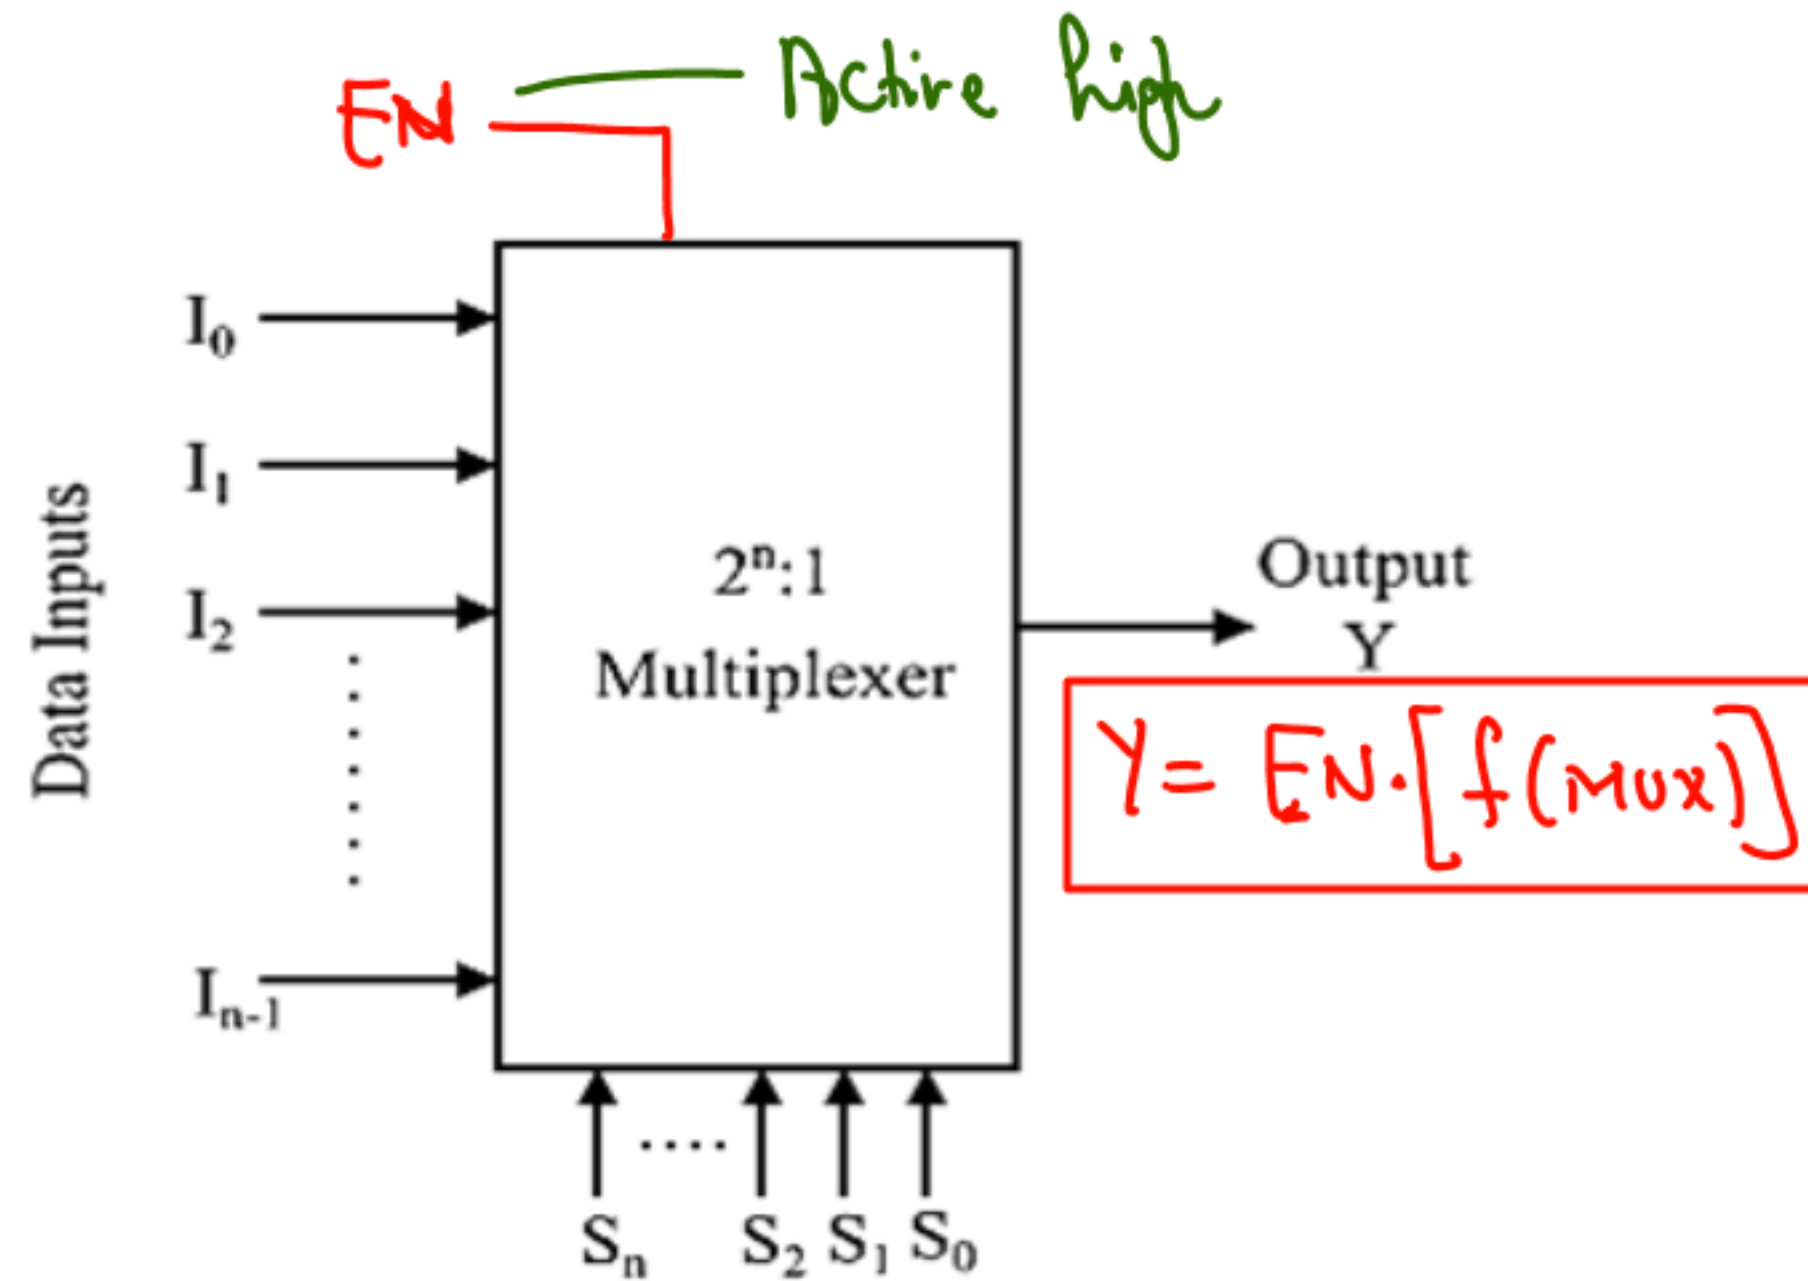 EN
Active high
I0
I1
I2
In-1
Data Inputs
2ⁿ:1
Multiplexer
Output
Y
Y = EN·[f(MUX)]
Sn .... S2 S1 S0